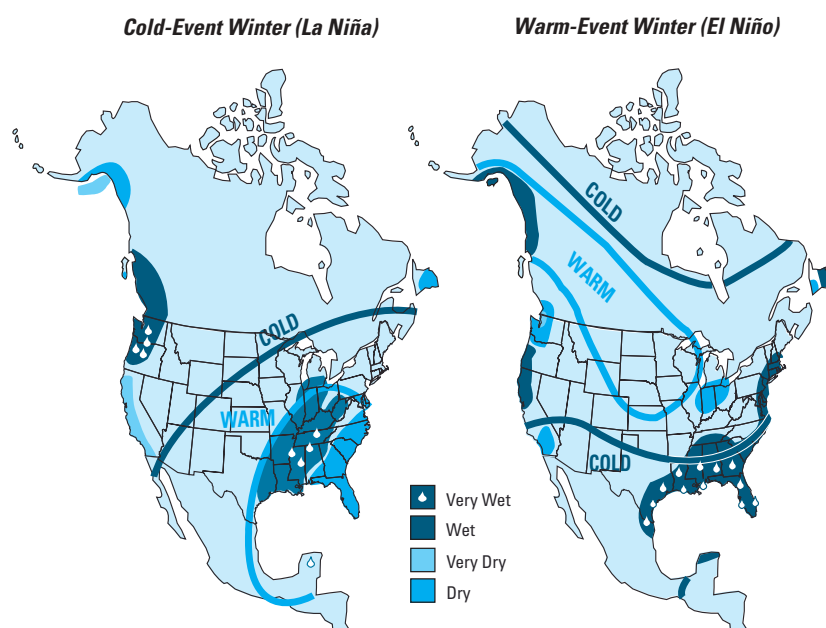 Cold-Event Winter (La Niña)
Warm-Event Winter (El Niño)
COLD
WARM
COLD
WARM
COLD
Very Wet
Wet
Very Dry
Dry